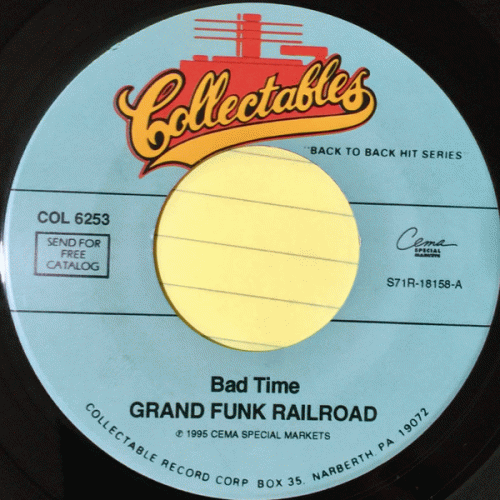 Collectables
"BACK TO BACK HIT SERIES"
COL 6253
SEND FOR
FREE
CATALOG
Cema
SPECIAL
MARKETS
S71R-18158-A
Bad Time
GRAND FUNK RAILROAD
℗ 1995 CEMA SPECIAL MARKETS
COLLECTABLE RECORD CORP BOX 35, NARBERTH, PA 19072